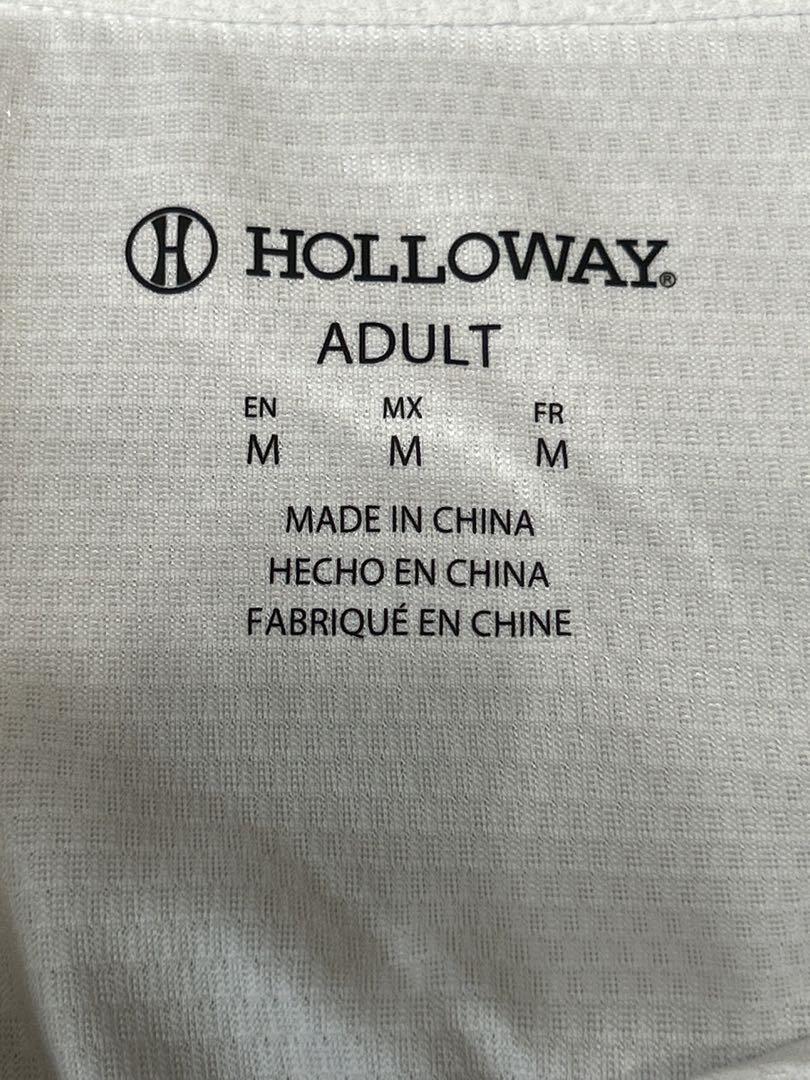 H HOLLOWAY®
ADULT
EN MX FR
M M M
MADE IN CHINA
HECHO EN CHINA
FABRIQUÉ EN CHINE